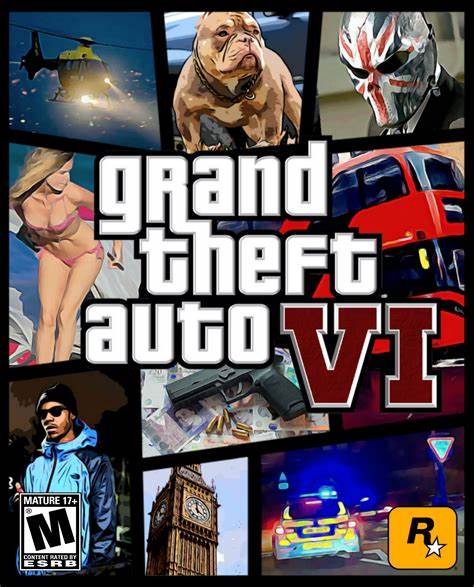 grand
theft
auto VI
MATURE 17+
M
CONTENT RATED BY
ESRB
R